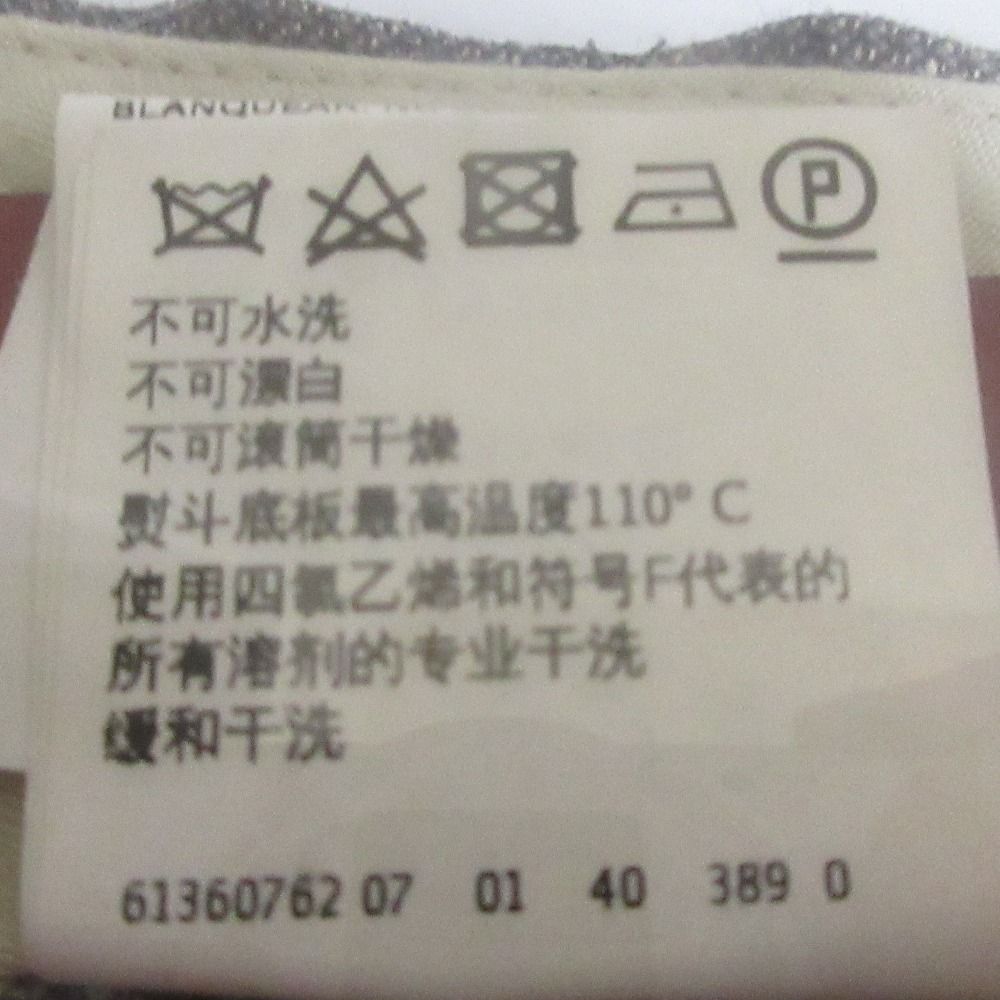 BLANQUEAR
P
不可水洗
不可漂白
不可滚筒干燥
熨斗底板最高温度110° C
使用四氯乙烯和符号F代表的
所有溶剂的专业干洗
缓和干洗
61360762 07 01 40 389 0